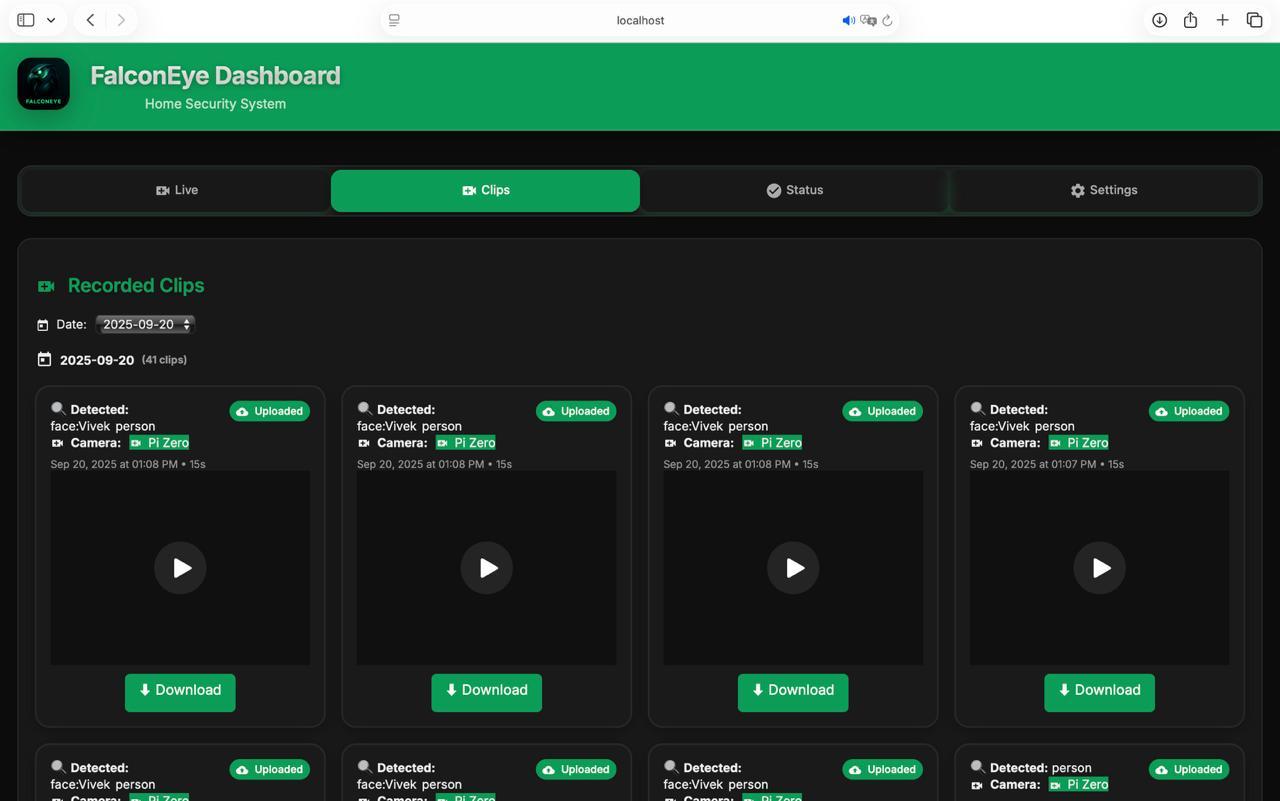 localhost
FALCONEYE
FalconEye Dashboard
Home Security System
Live
Clips
Status
Settings
Recorded Clips
Date: 2025-09-20
2025-09-20 (41 clips)
Detected:
face:Vivek person
Uploaded
Camera: Pi Zero
Sep 20, 2025 at 01:08 PM • 15s
Download
Detected:
face:Vivek person
Uploaded
Camera: Pi Zero
Sep 20, 2025 at 01:08 PM • 15s
Download
Detected:
face:Vivek person
Uploaded
Camera: Pi Zero
Sep 20, 2025 at 01:08 PM • 15s
Download
Detected:
face:Vivek person
Uploaded
Camera: Pi Zero
Sep 20, 2025 at 01:07 PM • 15s
Download
Detected:
face:Vivek person
Uploaded
Camera: Pi Zero
Detected:
face:Vivek person
Uploaded
Camera: Pi Zero
Detected:
face:Vivek person
Uploaded
Camera: Pi Zero
Detected: person
Uploaded
Camera: Pi Zero